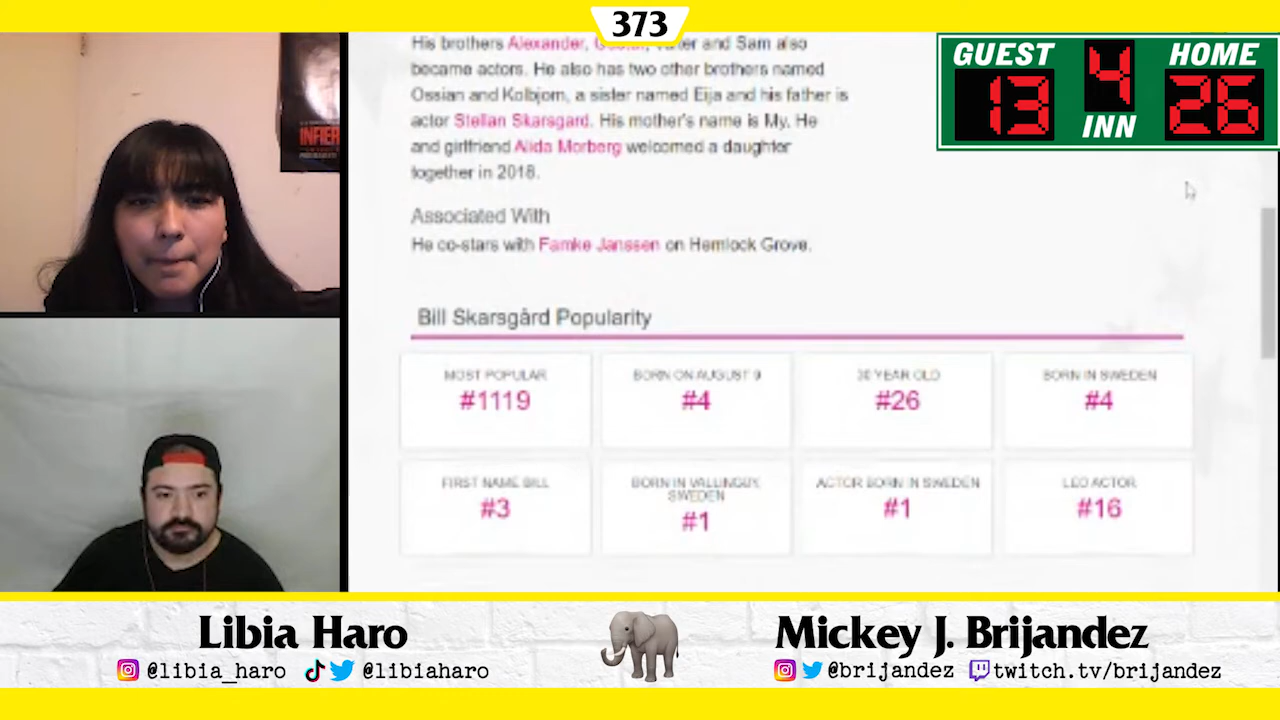 373
His brothers Alexander, and Sam also
became actors. He also has two other brothers named
Ossian and Kolbjorn, a sister named Eija and his father is
actor Stellan Skarsgard. His mother's name is My. He
and girlfriend Alida Morberg welcomed a daughter
together in 2018.
Associated With
He co-stars with Famke Janssen on Hemlock Grove.
Bill Skarsgård Popularity
MOST POPULAR
#1119
BORN ON AUGUST 9
#4
30 YEAR OLD
#26
BORN IN SWEDEN
#4
FIRST NAME BILL
#3
BORN IN VALLINGBY,
SWEDEN
#1
ACTOR BORN IN SWEDEN
#1
LEO ACTOR
#16
GUEST
13
4
INN
HOME
26
INFIER
Libia Haro
@libia_haro @libiaharo
Mickey J. Brijandez
@brijandez twitch.tv/brijandez